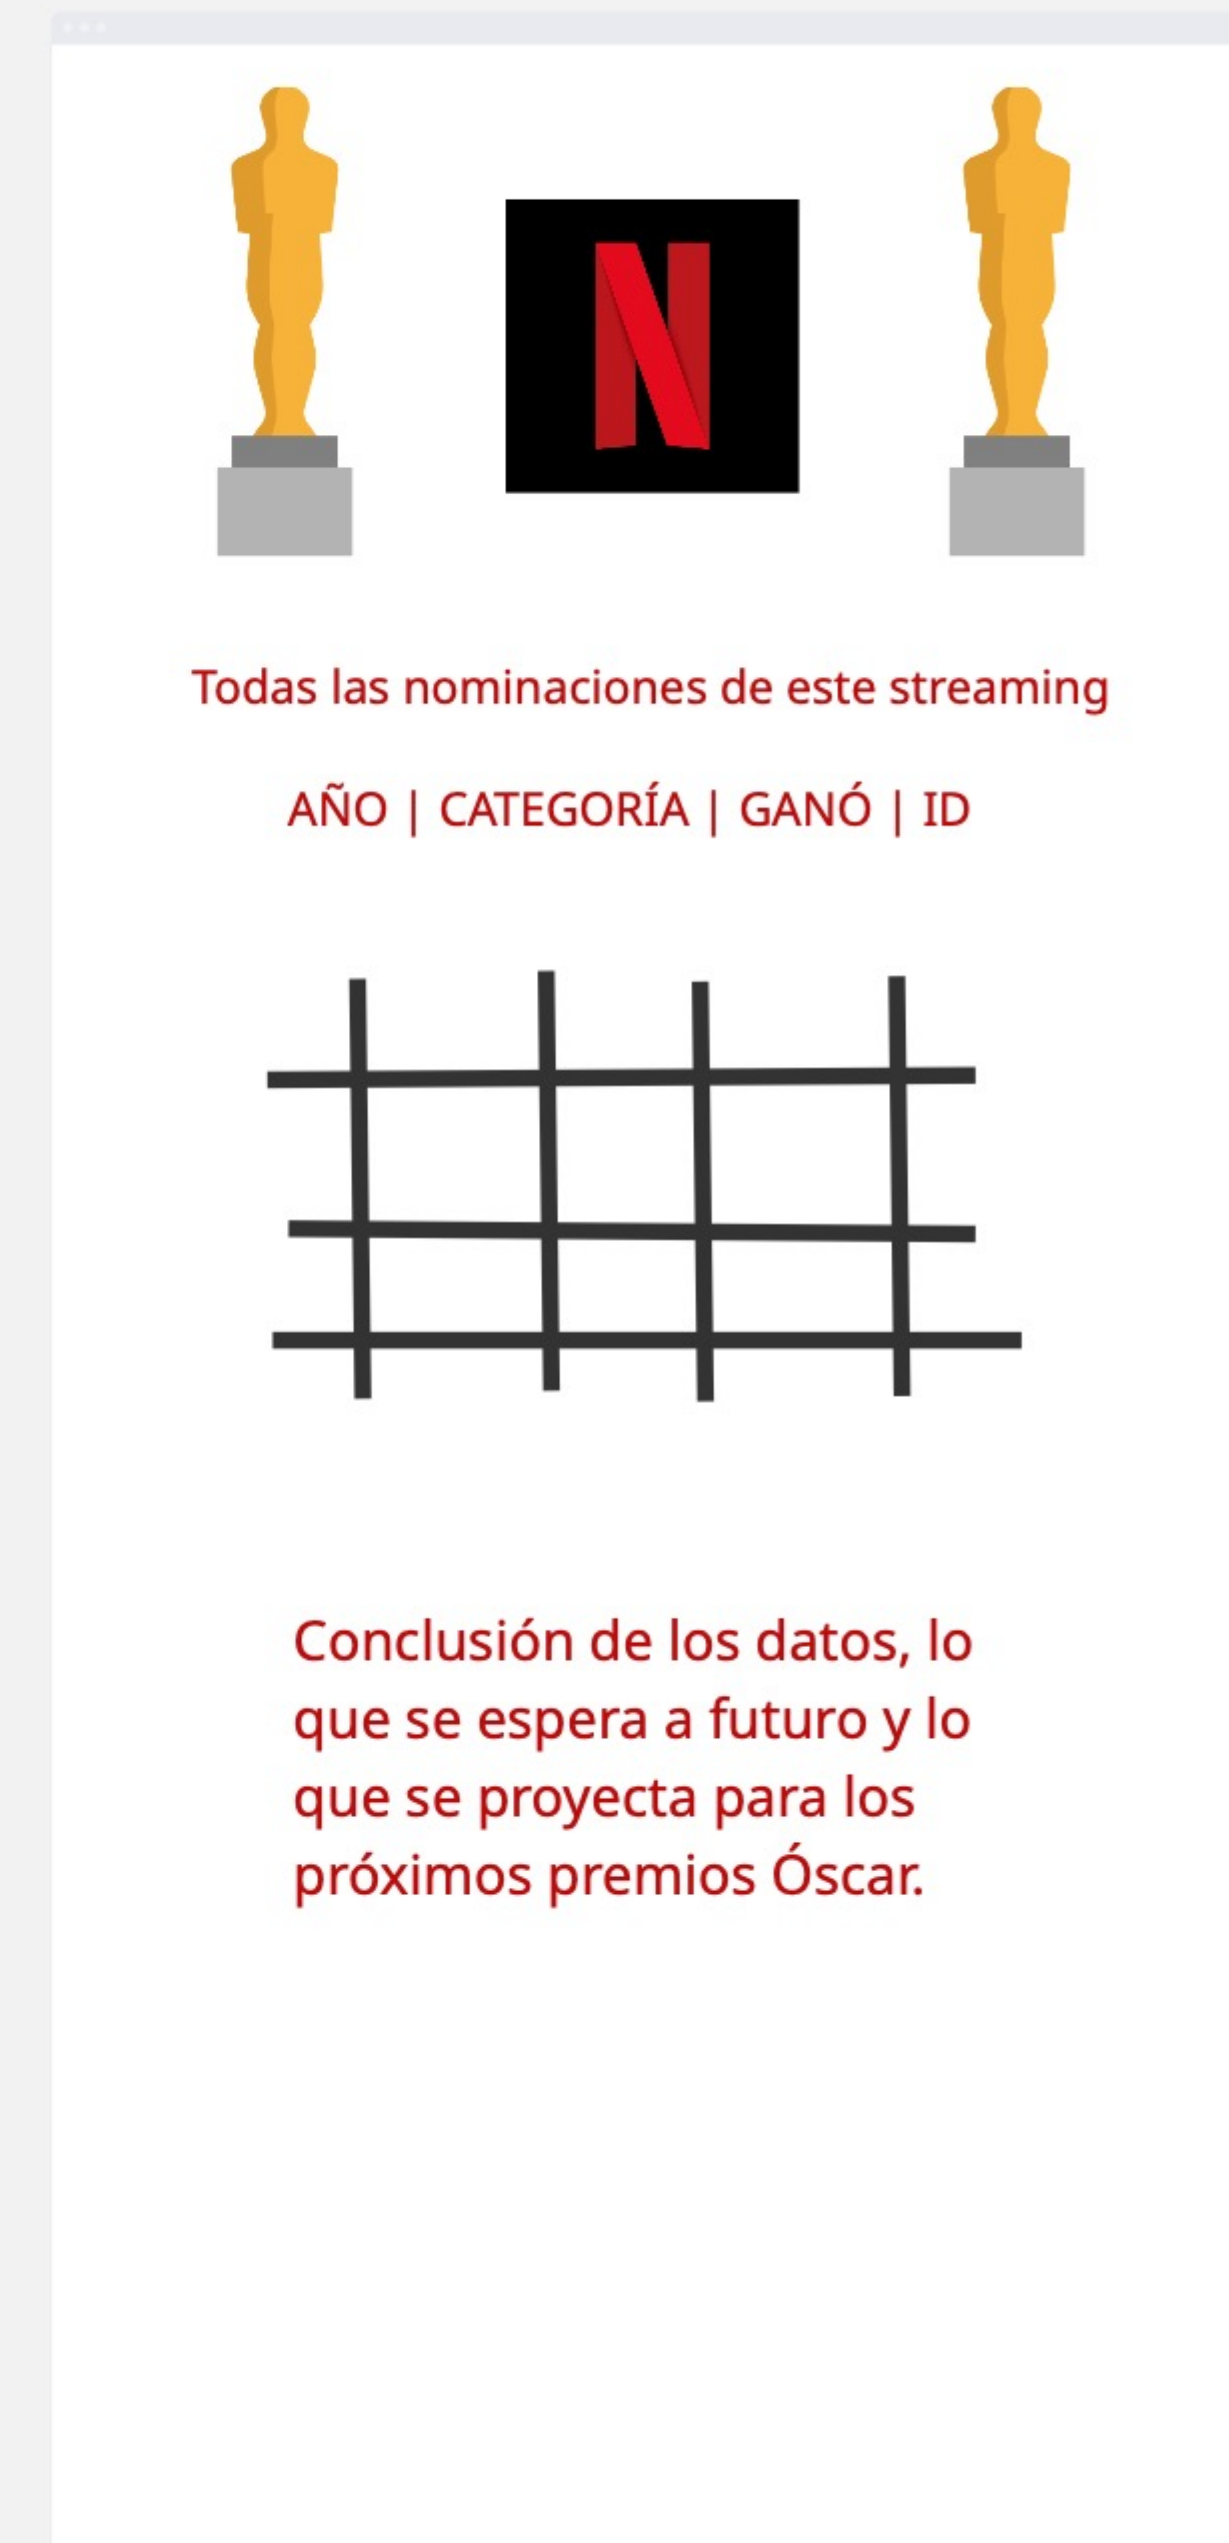 N
Todas las nominaciones de este streaming
AÑO | CATEGORÍA | GANÓ | ID
Conclusión de los datos, lo
que se espera a futuro y lo
que se proyecta para los
próximos premios Óscar.